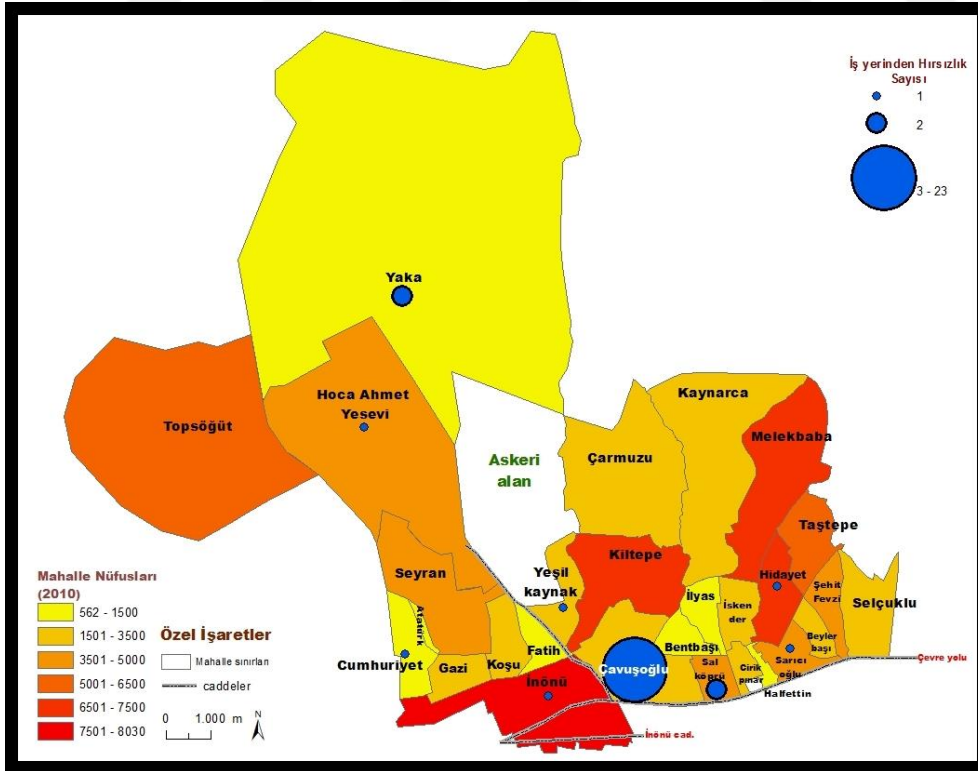 İş yerinden Hırsızlık
Sayısı
1
2
3 - 23
Yaka
Hoca Ahmet
Yesevi
Topsöğüt
Askeri
alan
Kaynarca
Çarmuzu
Melekbaba
Taştepe
Kiltepe
Yeşil
kaynak
Hidayet
Şehit
Fevzi
Selçuklu
Seyran
İlyas
İsken
der
Beyler
başı
Atatürk
Cumhuriyet
Gazi
Koşu
Fatih
Bentbaşı
Çavuşoğlu
Sal
köprü
Cirik
pınar
Sarıcı
oğlu
Halfettin
İnönü
Çevre yolu
İnönü cad.
Mahalle Nüfusları
(2010)
562 - 1500
1501 - 3500
3501 - 5000
5001 - 6500
6501 - 7500
7501 - 8030
Özel İşaretler
Mahalle sınırları
caddeler
0 1.000 m
N